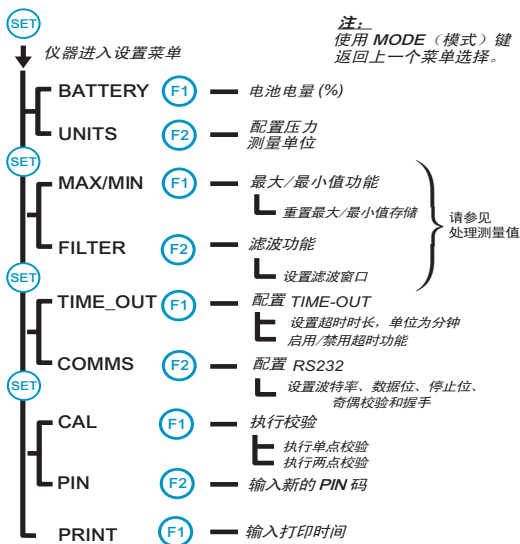 SET
注：
使用 MODE（模式）键
返回上一个菜单选择。
仪器进入设置菜单
BATTERY F1 电池电量 (%)
UNITS F2 配置压力
测量单位
SET
MAX/MIN F1 最大/最小值功能
重置最大/最小值存储
请参见
处理测量值
FILTER F2 滤波功能
设置滤波窗口
SET
TIME_OUT F1 配置 TIME-OUT
设置超时时长，单位为分钟
启用/禁用超时功能
COMMS F2 配置 RS232
设置波特率、数据位、停止位、
奇偶校验和握手
SET
CAL F1 执行校验
执行单点校验
执行两点校验
PIN F2 输入新的 PIN 码
PRINT F1 输入打印时间